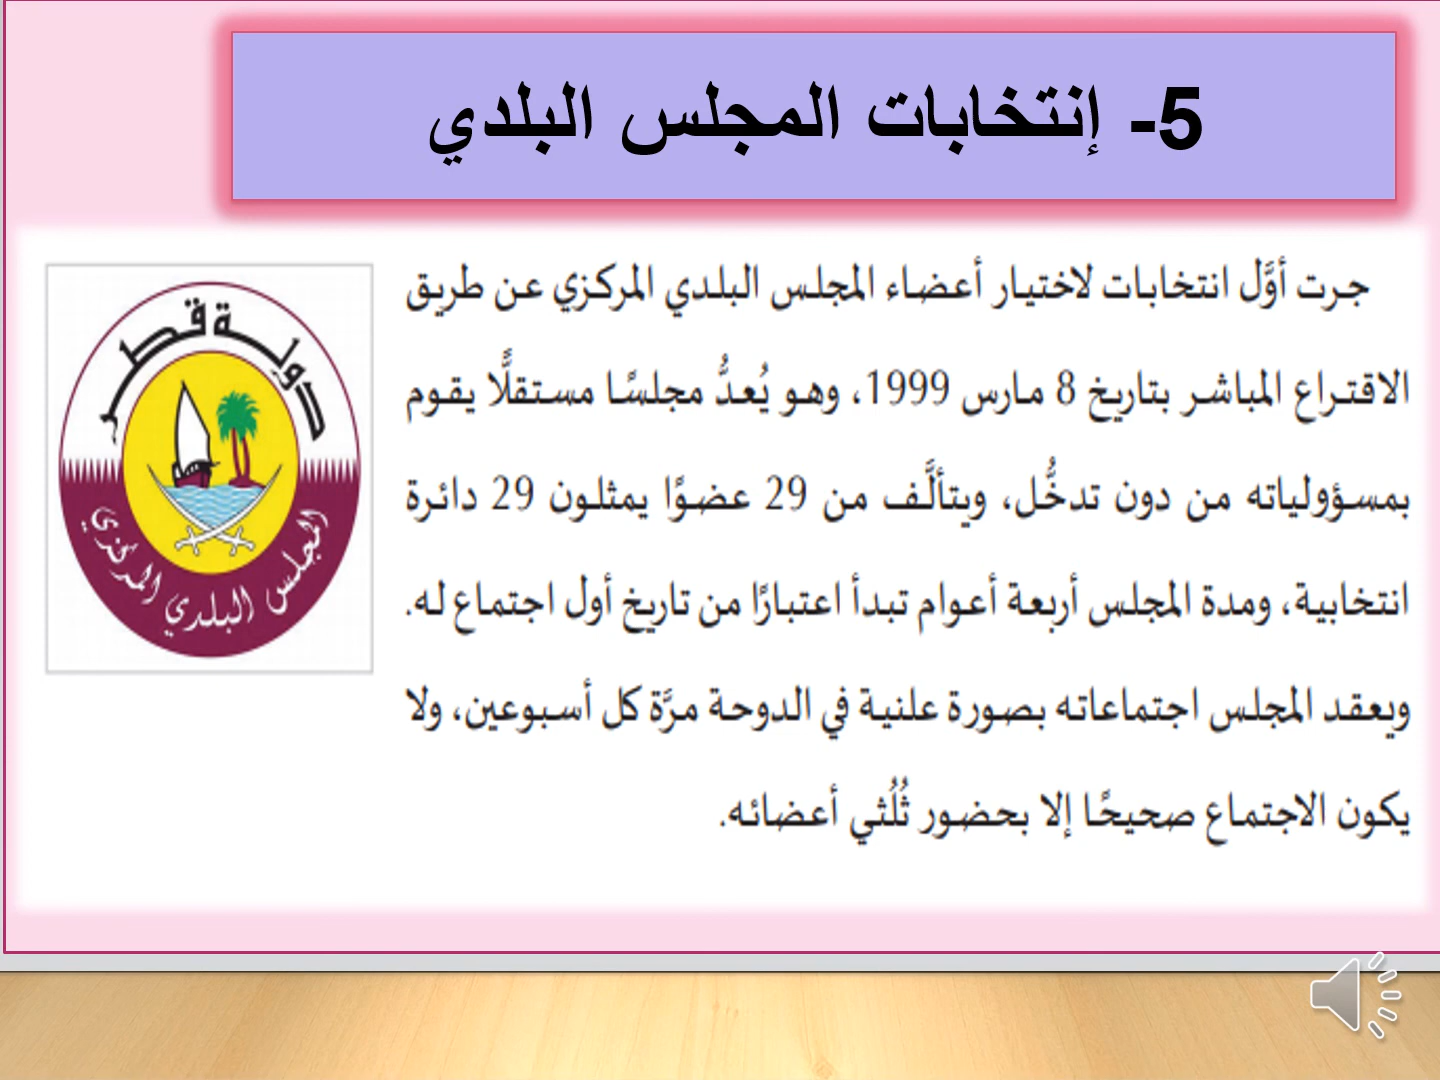 5- إنتخابات المجلس البلدي
جرت أوَّل انتخابات لاختيار أعضاء المجلس البلدي المركزي عن طريق
الاقتراع المباشر بتاريخ 8 مارس 1999، وهو يُعدُّ مجلسًا مستقلًّا يقوم
بمسؤولياته من دون تدخُّل، ويتألَّف من 29 عضوًا يمثلون 29 دائرة
انتخابية، ومدة المجلس أربعة أعوام تبدأ اعتبارًا من تاريخ أول اجتماع له.
ويعقد المجلس اجتماعاته بصورة علنية في الدوحة مرَّة كل أسبوعين، ولا
يكون الاجتماع صحيحًا إلا بحضور ثُلُثي أعضائه.
دولة قطر
المجلس البلدي المركزي